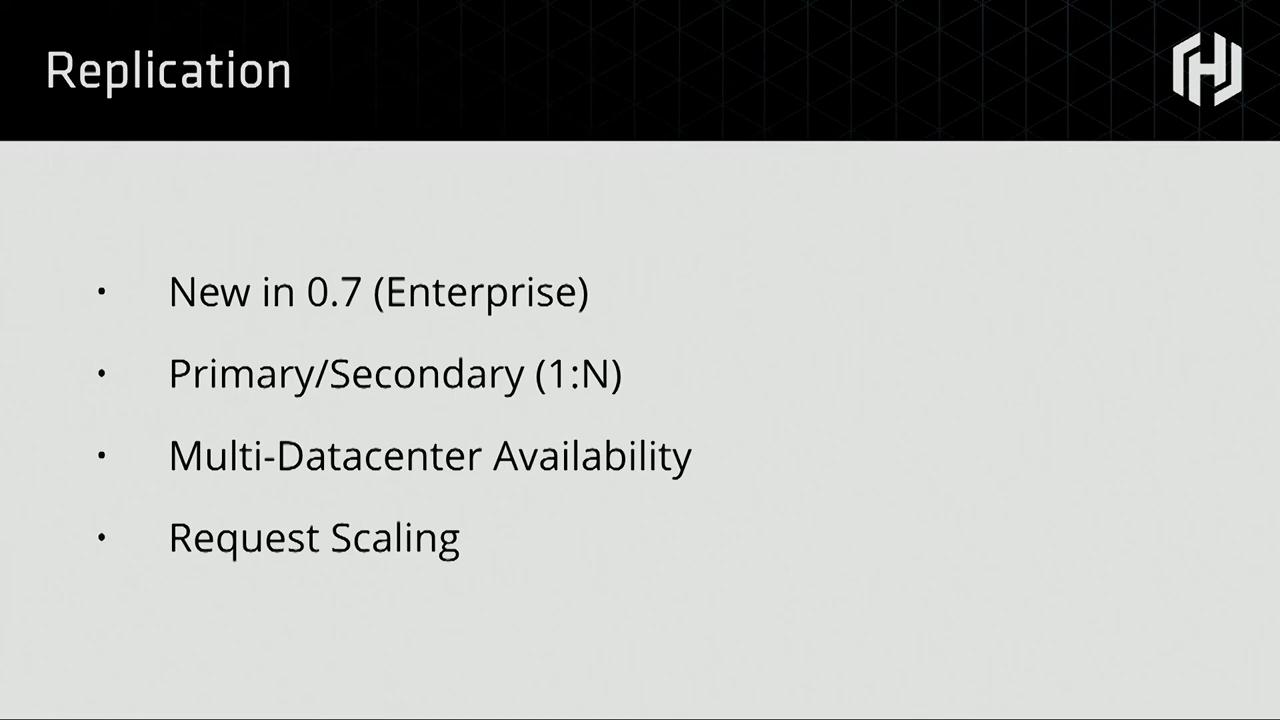 Replication
• New in 0.7 (Enterprise)
• Primary/Secondary (1:N)
• Multi-Datacenter Availability
• Request Scaling